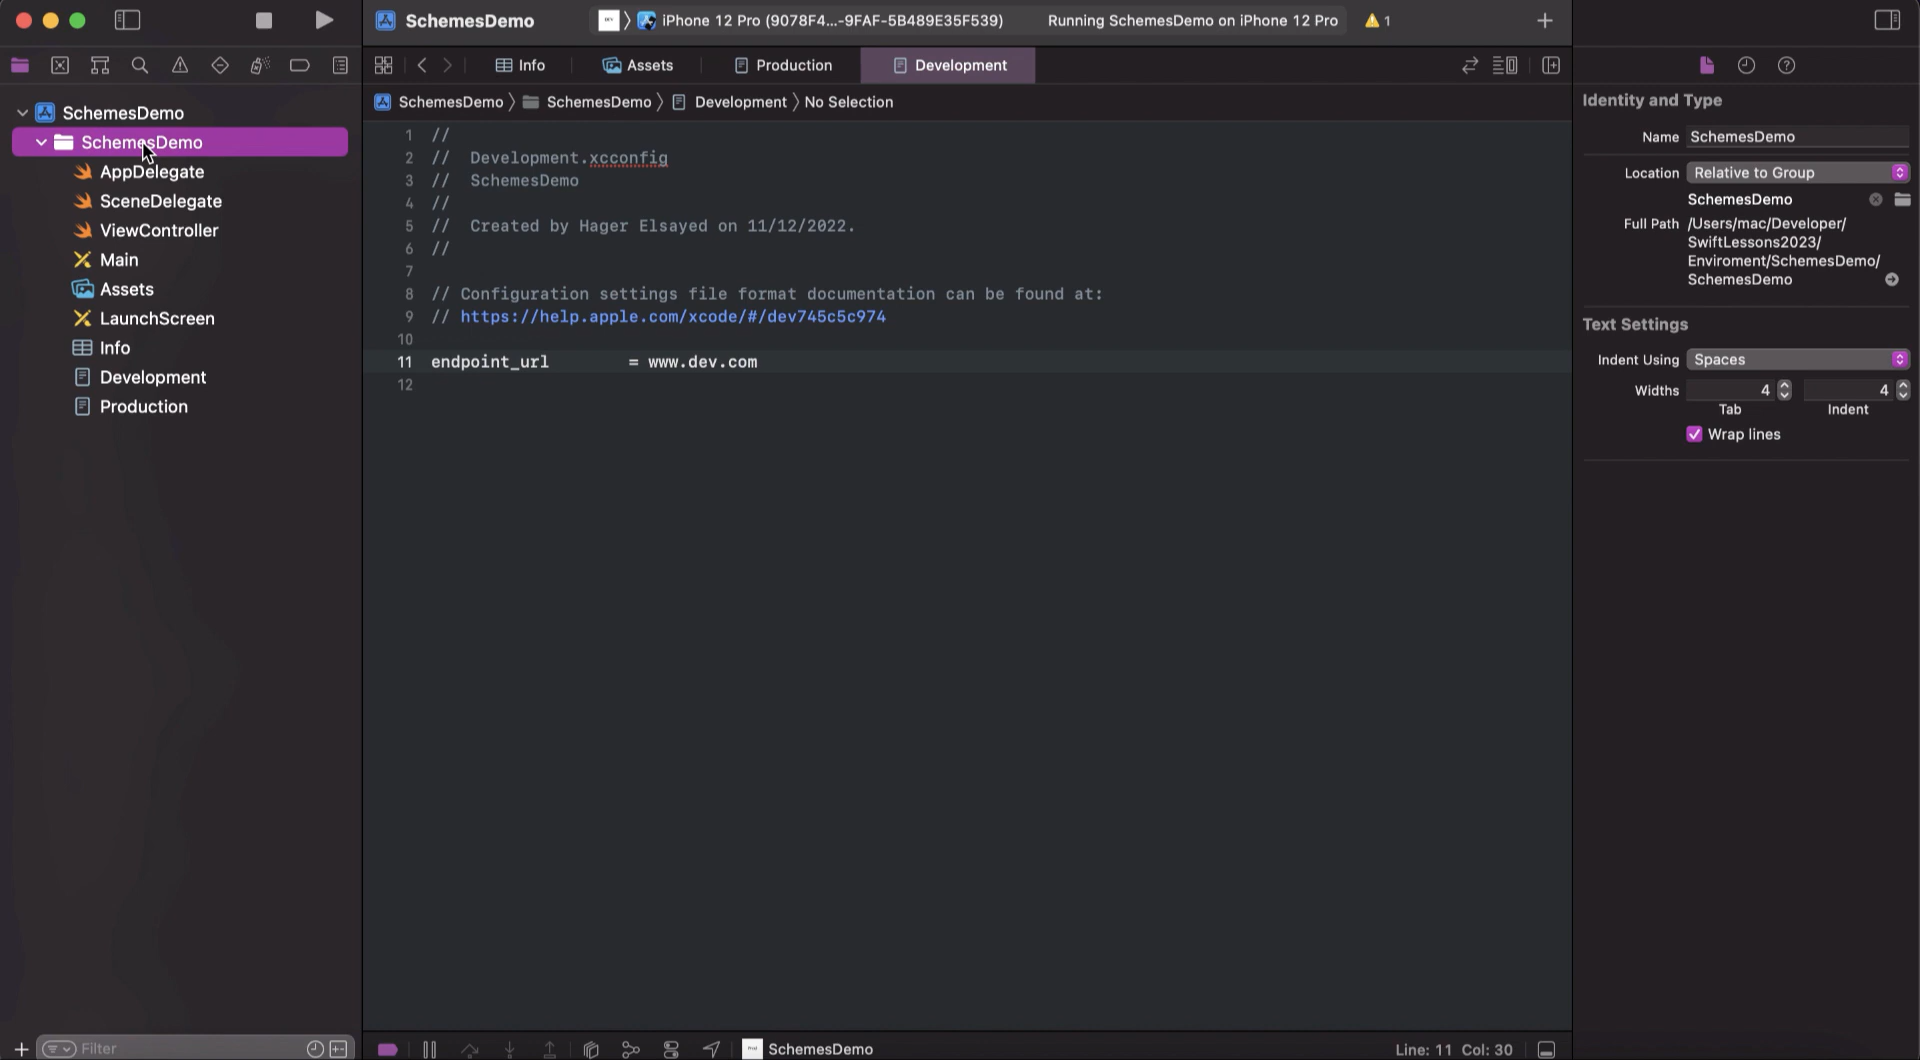 SchemesDemo
iPhone 12 Pro (9078F4...-9FAF-5B489E35F539)
Running SchemesDemo on iPhone 12 Pro
1
Info
Assets
Production
Development
SchemesDemo
SchemesDemo
AppDelegate
SceneDelegate
ViewController
Main
Assets
LaunchScreen
Info
Development
Production
Filter
SchemesDemo 〉 SchemesDemo 〉 Development 〉 No Selection
1 //
2 //  Development.xcconfig
3 //  SchemesDemo
4 //
5 //  Created by Hager Elsayed on 11/12/2022.
6 //
7
8 // Configuration settings file format documentation can be found at:
9 // https://help.apple.com/xcode/#/dev745c5c974
10
11 endpoint_url        = www.dev.com
12
SchemesDemo
Line: 11 Col: 30
Identity and Type
Name SchemesDemo
Location Relative to Group
SchemesDemo
Full Path /Users/mac/Developer/
SwiftLessons2023/
Enviroment/SchemesDemo/
SchemesDemo
Text Settings
Indent Using Spaces
Widths 4 4
Tab Indent
Wrap lines